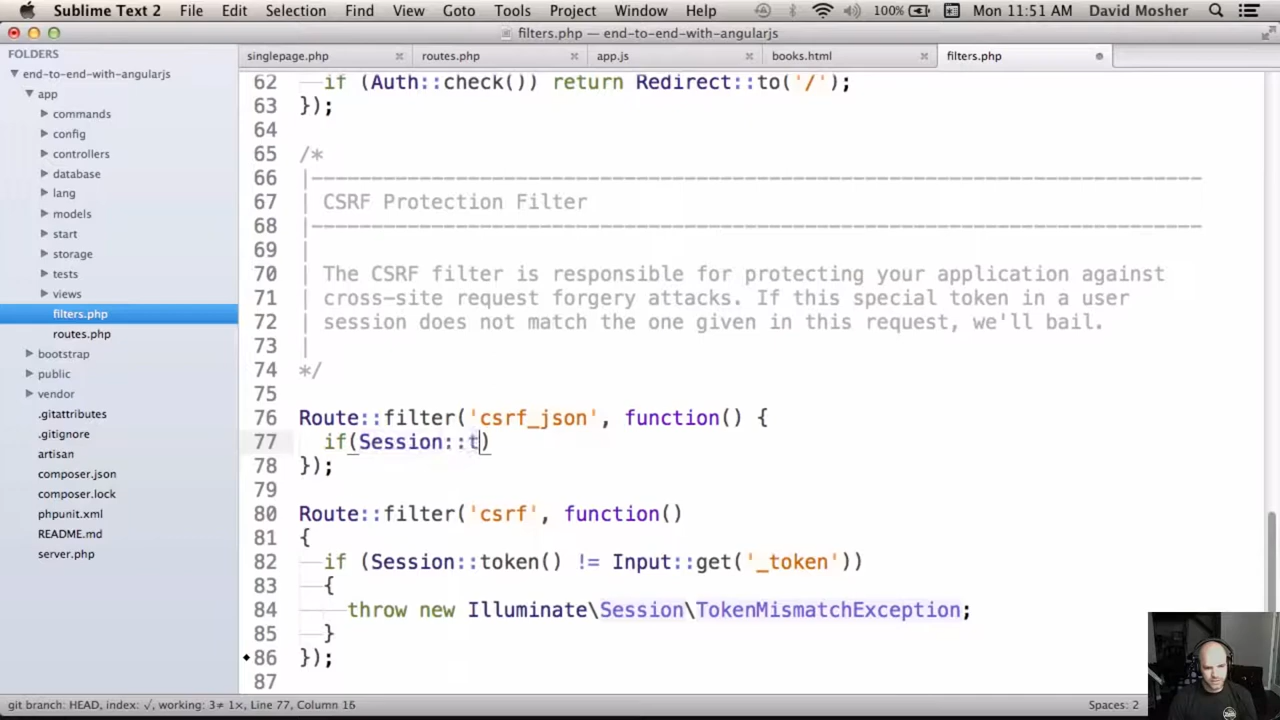 Sublime Text 2 File Edit Selection Find View Goto Tools Project Window Help 100% Mon 11:51 AM David Mosher
filters.php — end-to-end-with-angularjs
FOLDERS
end-to-end-with-angularjs
app
commands
config
controllers
database
lang
models
start
storage
tests
views
filters.php
routes.php
bootstrap
public
vendor
.gitattributes
.gitignore
artisan
composer.json
composer.lock
phpunit.xml
README.md
server.php
singlepage.php routes.php app.js books.html filters.php
62 if (Auth::check()) return Redirect::to('/');
63 });
64
65 /*
66 |--------------------------------------------------------------------------
67 | CSRF Protection Filter
68 |--------------------------------------------------------------------------
69 |
70 | The CSRF filter is responsible for protecting your application against
71 | cross-site request forgery attacks. If this special token in a user
72 | session does not match the one given in this request, we'll bail.
73 |
74 */
75
76 Route::filter('csrf_json', function() {
77 if(Session::t)
78 });
79
80 Route::filter('csrf', function()
81 {
82 if (Session::token() != Input::get('_token'))
83 {
84 throw new Illuminate\Session\TokenMismatchException;
85 }
86 });
87
git branch: HEAD, index: √, working: 3≠ 1×, Line 77, Column 16 Spaces: 2